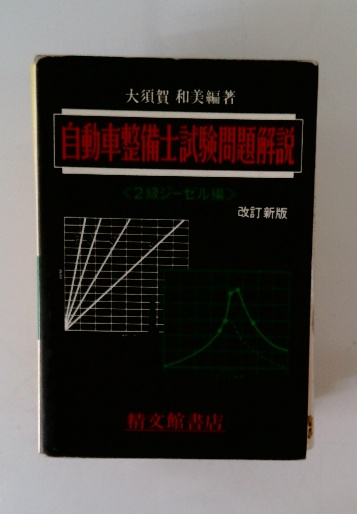 大須賀 和美編著
自動車整備士試験問題解説
＜2級ジーゼル編＞
改訂新版
精文館書店